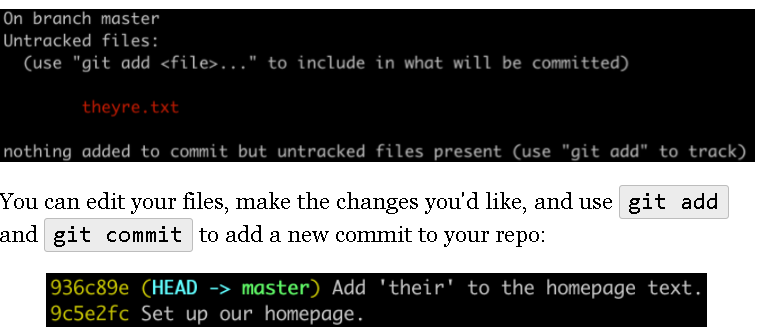 On branch master
Untracked files:
(use "git add <file>..." to include in what will be committed)
theyre.txt
nothing added to commit but untracked files present (use "git add" to track)
You can edit your files, make the changes you'd like, and use git add
and git commit to add a new commit to your repo:
936c89e (HEAD -> master) Add 'their' to the homepage text.
9c5e2fc Set up our homepage.